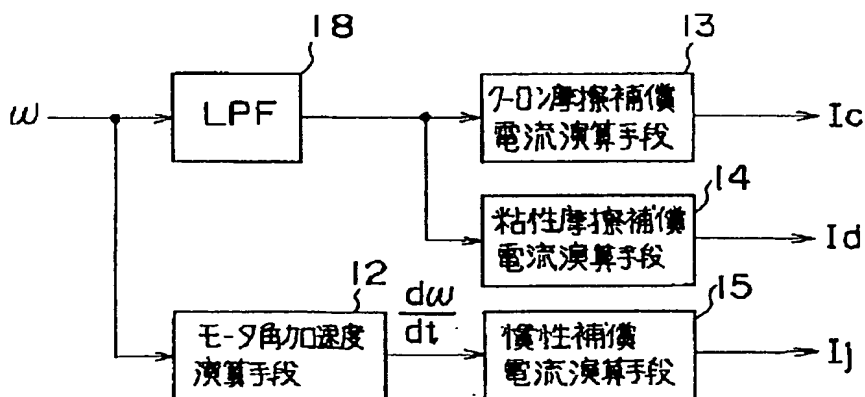 18
13
ω
LPF
クーロン摩擦補償
電流演算手段
Ic
14
粘性摩擦補償
電流演算手段
Id
12
dω
dt
15
モータ角加速度
演算手段
慣性補償
電流演算手段
Ij